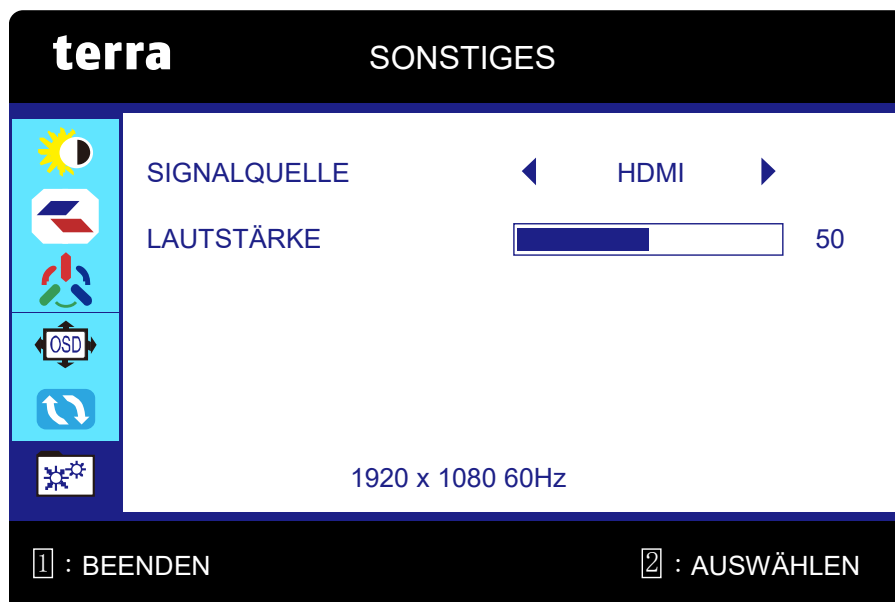 terra SONSTIGES
SIGNALQUELLE HDMI
LAUTSTÄRKE 50
OSD
1920 x 1080 60Hz
1 : BEENDEN 2 : AUSWÄHLEN